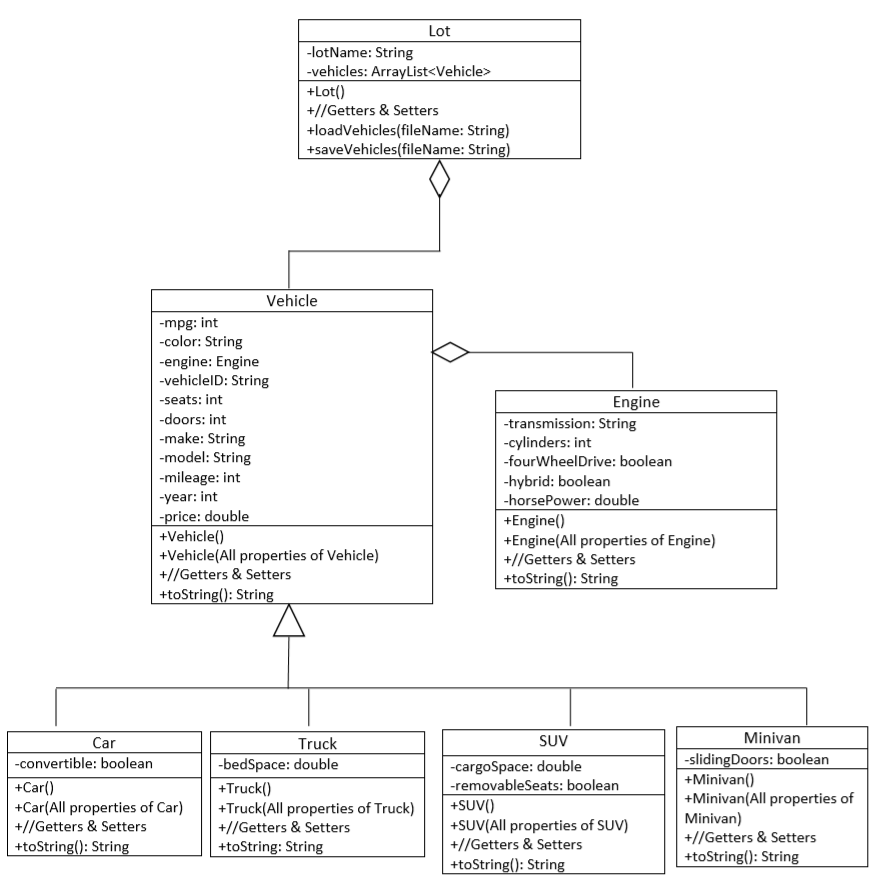 Lot
-lotName: String
-vehicles: ArrayList<Vehicle>
+Lot()
+//Getters & Setters
+loadVehicles(fileName: String)
+saveVehicles(fileName: String)
Vehicle
-mpg: int
-color: String
-engine: Engine
-vehicleID: String
-seats: int
-doors: int
-make: String
-model: String
-mileage: int
-year: int
-price: double
+Vehicle()
+Vehicle(All properties of Vehicle)
+//Getters & Setters
+toString(): String
Engine
-transmission: String
-cylinders: int
-fourWheelDrive: boolean
-hybrid: boolean
-horsePower: double
+Engine()
+Engine(All properties of Engine)
+//Getters & Setters
+toString(): String
Car
-convertible: boolean
+Car()
+Car(All properties of Car)
+//Getters & Setters
+toString(): String
Truck
-bedSpace: double
+Truck()
+Truck(All properties of Truck)
+//Getters & Setters
+toString: String
SUV
-cargoSpace: double
-removableSeats: boolean
+SUV()
+SUV(All properties of SUV)
+//Getters & Setters
+toString(): String
Minivan
-slidingDoors: boolean
+Minivan()
+Minivan(All properties of
Minivan)
+//Getters & Setters
+toString(): String